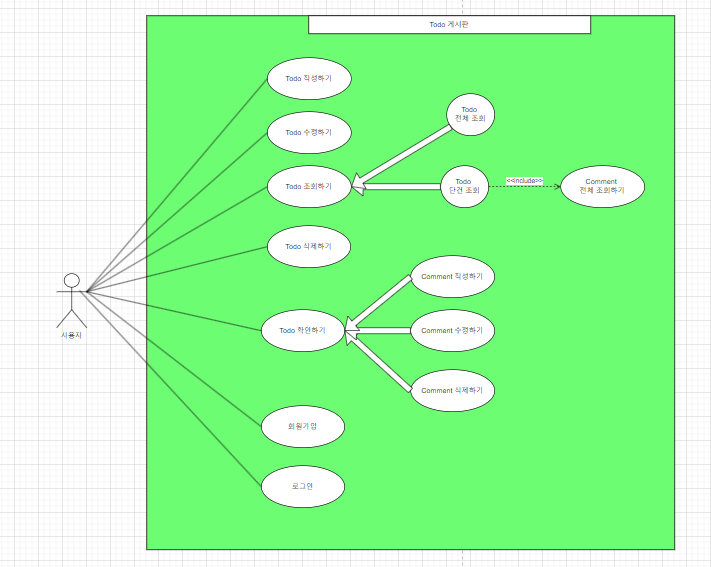 Todo 게시판
Todo 작성하기
Todo
전체 조회
Todo 수정하기
Todo 조회하기
Todo
단건 조회
<<include>>
Comment
전체 조회하기
Todo 삭제하기
Comment 작성하기
사용자
Todo 확인하기
Comment 수정하기
Comment 삭제하기
회원가입
로그인